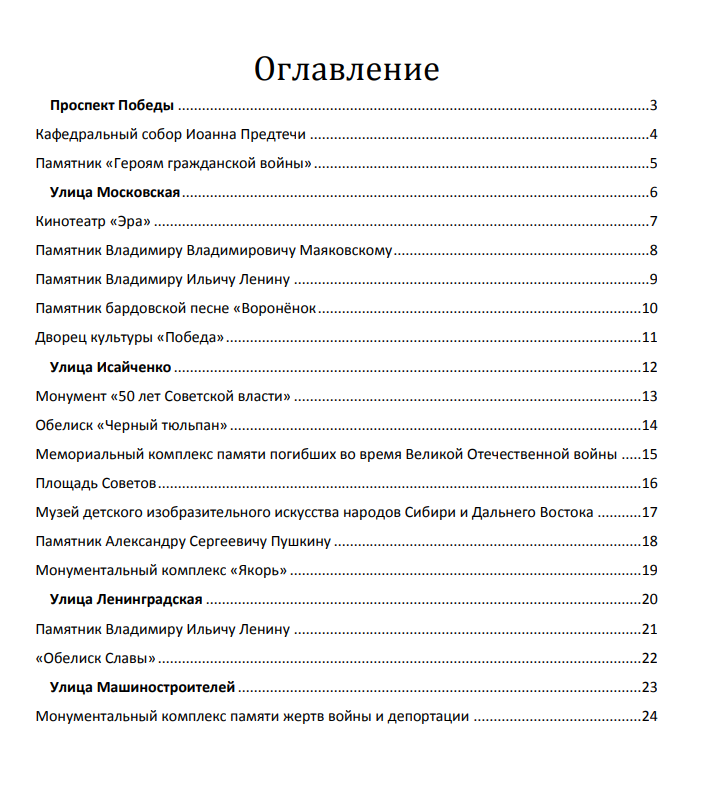 Оглавление
Проспект Победы ........................................................................................................................3
Кафедральный собор Иоанна Предтечи .....................................................................................4
Памятник «Героям гражданской войны» ....................................................................................5
Улица Московская.......................................................................................................................6
Кинотеатр «Эра» ............................................................................................................................7
Памятник Владимиру Владимировичу Маяковскому.................................................................8
Памятник Владимиру Ильичу Ленину .........................................................................................9
Памятник бардовской песне «Воронёнок .................................................................................10
Дворец культуры «Победа» .........................................................................................................11
Улица Исайченко ......................................................................................................................12
Монумент «50 лет Советской власти» .......................................................................................13
Обелиск «Черный тюльпан» ........................................................................................................14
Мемориальный комплекс памяти погибших во время Великой Отечественной войны .....15
Площадь Советов..........................................................................................................................16
Музей детского изобразительного искусства народов Сибири и Дальнего Востока ...........17
Памятник Александру Сергеевичу Пушкину ..............................................................................18
Монументальный комплекс «Якорь» .........................................................................................19
Улица Ленинградская ..............................................................................................................20
Памятник Владимиру Ильичу Ленину .......................................................................................21
«Обелиск Славы» ..........................................................................................................................22
Улица Машиностроителей .......................................................................................................23
Монументальный комплекс памяти жертв войны и депортации ...........................................24